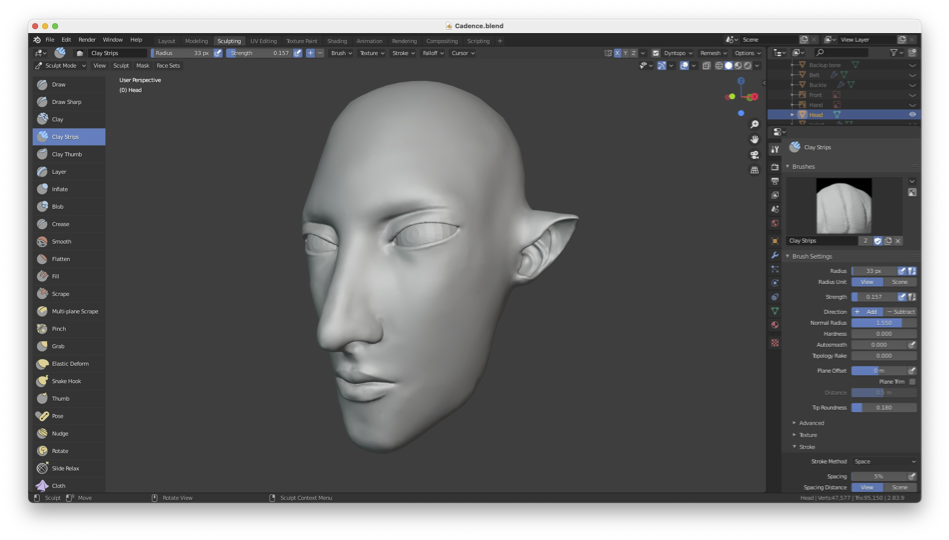 Cadence.blend
File Edit Render Window Help
Layout Modeling Sculpting UV Editing Texture Paint Shading Animation Rendering Compositing Scripting +
Scene
View Layer
Clay Strips
Radius 33 px
Strength 0.157
Brush Texture Stroke Falloff Cursor
X Y Z
Dyntopo Remesh Options
Sculpt Mode View Sculpt Mask Face Sets
User Perspective
(0) Head
Draw
Draw Sharp
Clay
Clay Strips
Clay Thumb
Layer
Inflate
Blob
Crease
Smooth
Flatten
Fill
Scrape
Multi-plane Scrape
Pinch
Grab
Elastic Deform
Snake Hook
Thumb
Pose
Nudge
Rotate
Slide Relax
Cloth
Backup bone
Belt
Buckle
Front
Hand
Head
Clay Strips
Brushes
Clay Strips 2
Brush Settings
Radius 33 px
Radius Unit View Scene
Strength 0.157
Direction + Add − Subtract
Normal Radius 1.550
Hardness 0.000
Autosmooth 0.000
Topology Rake 0.000
Plane Offset 0 m
Plane Trim
Distance
Tip Roundness 0.180
Advanced
Texture
Stroke
Stroke Method Space
Spacing 5%
Spacing Distance View Scene
Sculpt Move Rotate View Sculpt Context Menu
Head | Verts:47,577 | Tris:95,150 | 2.83.9